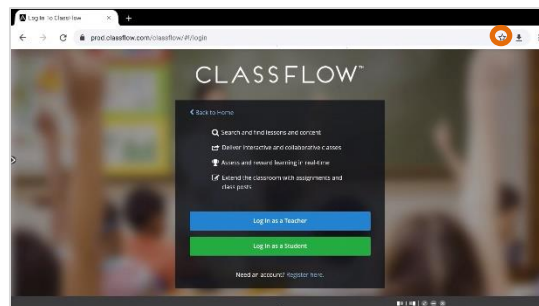 Log In To ClassFlow
prod.classflow.com/classflow/#!/login
CLASSFLOW™
Back to Home
Search and find lessons and content
Deliver interactive and collaborative classes
Assess and reward learning in real-time
Extend the classroom with assignments and
class posts
Log In as a Teacher
Log In as a Student
Need an account? Register here.